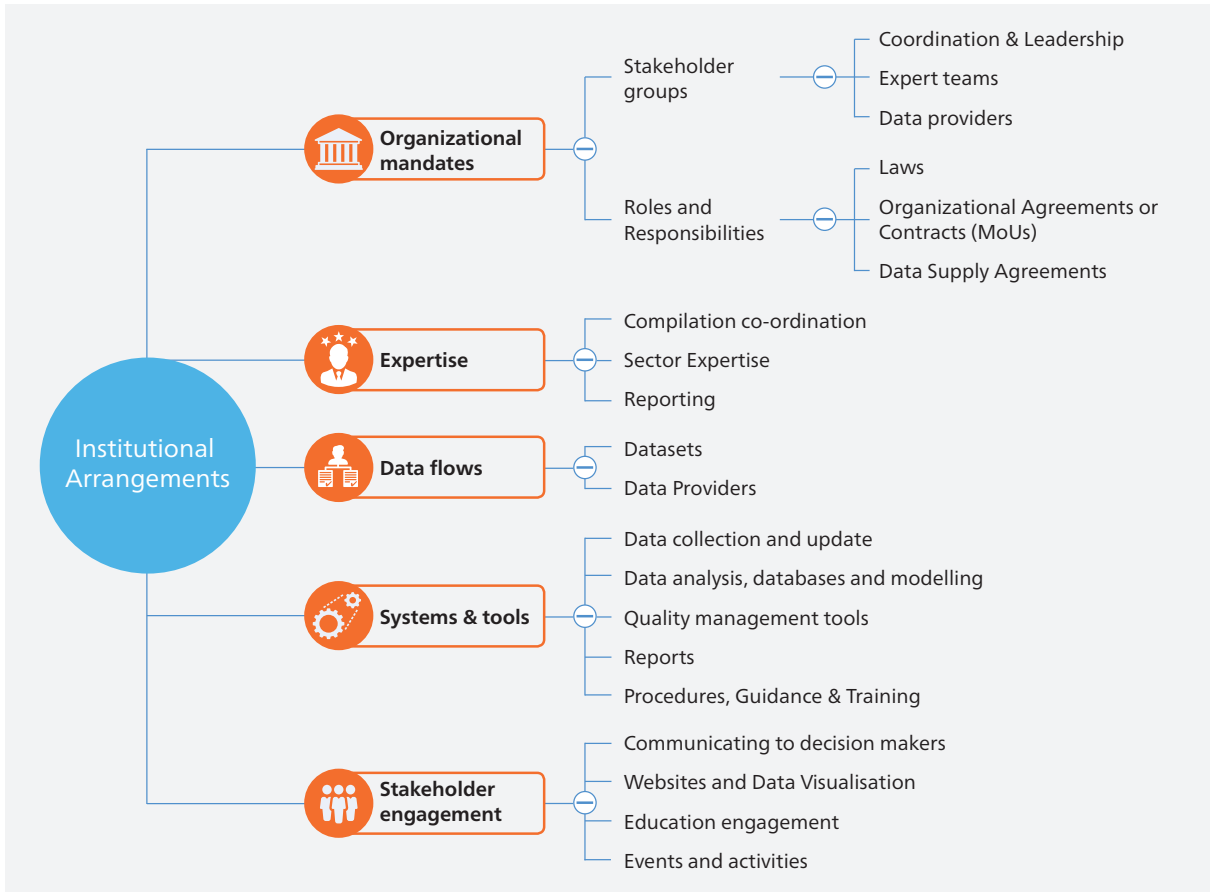 Institutional
Arrangements
Organizational
mandates
Stakeholder
groups
Coordination & Leadership
Expert teams
Data providers
Roles and
Responsibilities
Laws
Organizational Agreements or
Contracts (MoUs)
Data Supply Agreements
Expertise
Compilation co-ordination
Sector Expertise
Reporting
Data flows
Datasets
Data Providers
Systems & tools
Data collection and update
Data analysis, databases and modelling
Quality management tools
Reports
Procedures, Guidance & Training
Stakeholder
engagement
Communicating to decision makers
Websites and Data Visualisation
Education engagement
Events and activities